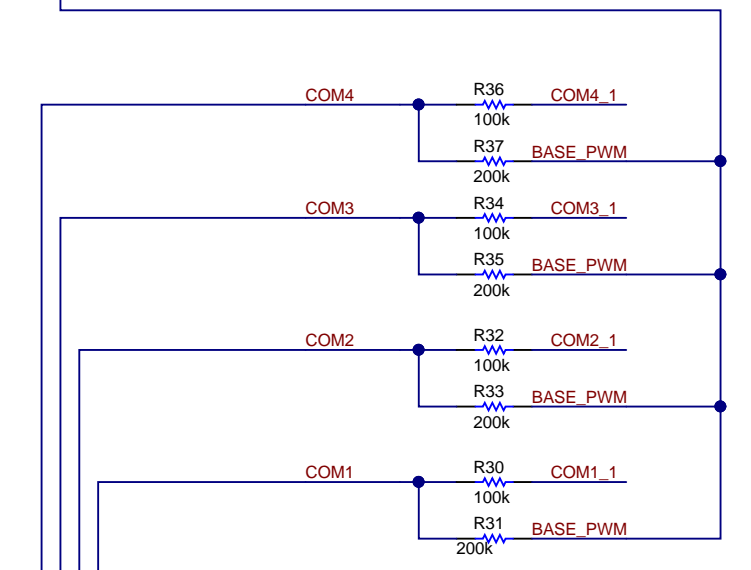 R36
COM4 COM4_1
100k
R37
BASE_PWM
200k
R34
COM3 COM3_1
100k
R35
BASE_PWM
200k
R32
COM2 COM2_1
100k
R33
BASE_PWM
200k
R30
COM1 COM1_1
100k
R31
BASE_PWM
200k